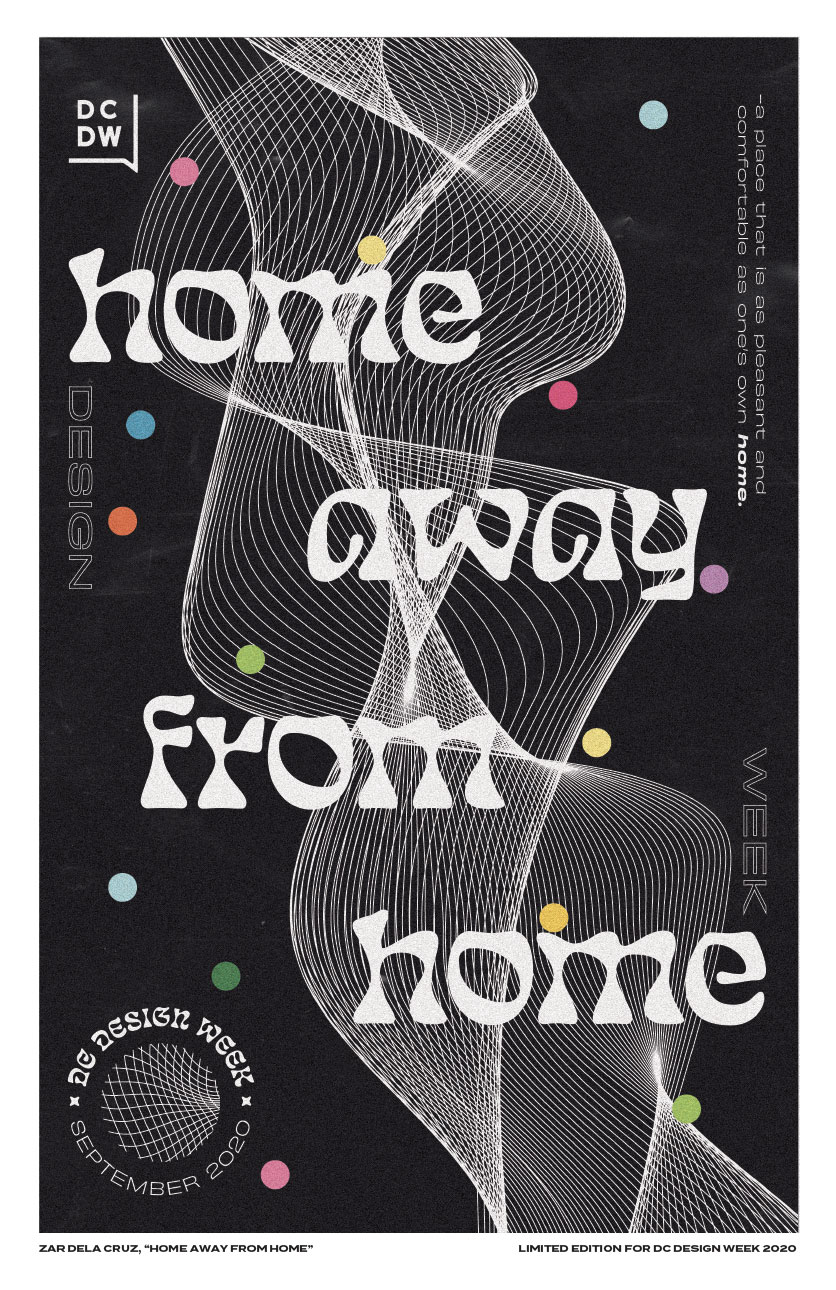 DC
DW
–a place that is as pleasant and
comfortable as one's own home.
home
DESIGN
away
from
WEEK
home
DC DESIGN WEEK
SEPTEMBER 2020
ZAR DELA CRUZ, “HOME AWAY FROM HOME”
LIMITED EDITION FOR DC DESIGN WEEK 2020